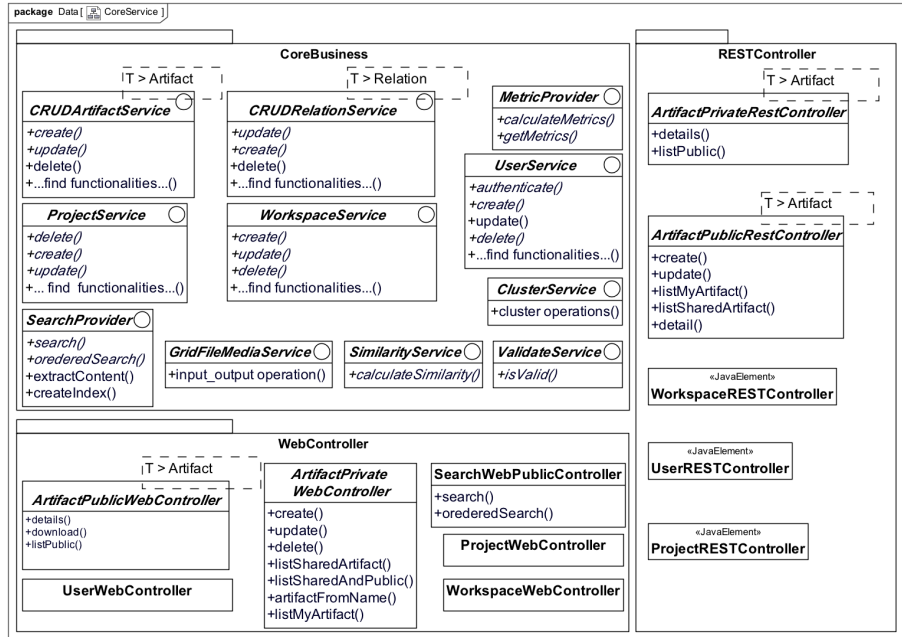 package Data[ CoreService ]
CoreBusiness
T > Artifact
CRUDArtifactService
+create()
+update()
+delete()
+...find functionalities...()
T > Relation
CRUDRelationService
+update()
+create()
+delete()
+...find functionalities...()
MetricProvider
+calculateMetrics()
+getMetrics()
UserService
+authenticate()
+create()
+update()
+delete()
+...find functionalities...()
ProjectService
+delete()
+create()
+update()
+... find functionalities...()
WorkspaceService
+create()
+update()
+delete()
+...find functionalities...()
ClusterService
+cluster operations()
SearchProvider
+search()
+orederedSearch()
+extractContent()
+createIndex()
GridFileMediaService
+input_output operation()
SimilarityService
+calculateSimilarity()
ValidateService
+isValid()
WebController
T > Artifact
ArtifactPublicWebController
+details()
+download()
+listPublic()
ArtifactPrivate
WebController
+create()
+update()
+delete()
+listSharedArtifact()
+listSharedAndPublic()
+artifactFromName()
+listMyArtifact()
SearchWebPublicController
+search()
+orederedSearch()
ProjectWebController
UserWebController
WorkspaceWebController
RESTController
T > Artifact
ArtifactPrivateRestController
+details()
+listPublic()
T > Artifact
ArtifactPublicRestController
+create()
+update()
+listMyArtifact()
+listSharedArtifact()
+detail()
«JavaElement»
WorkspaceRESTController
«JavaElement»
UserRESTController
«JavaElement»
ProjectRESTController